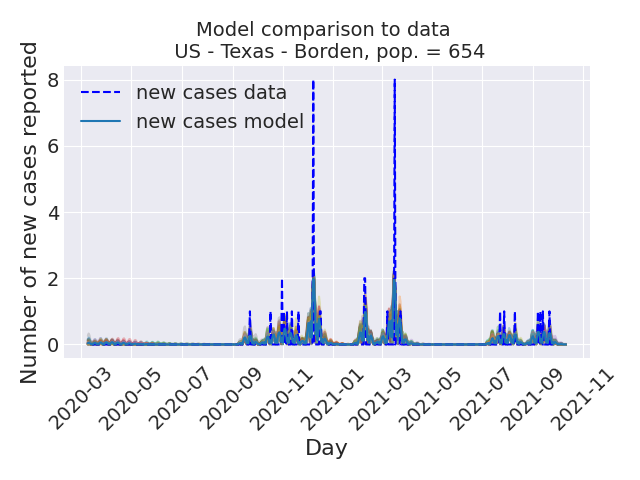 Model comparison to data
US - Texas - Borden, pop. = 654
Number of new cases reported
8
6
4
2
0
new cases data
new cases model
2020-03
2020-05
2020-07
2020-09
2020-11
2021-01
2021-03
2021-05
2021-07
2021-09
2021-11
Day